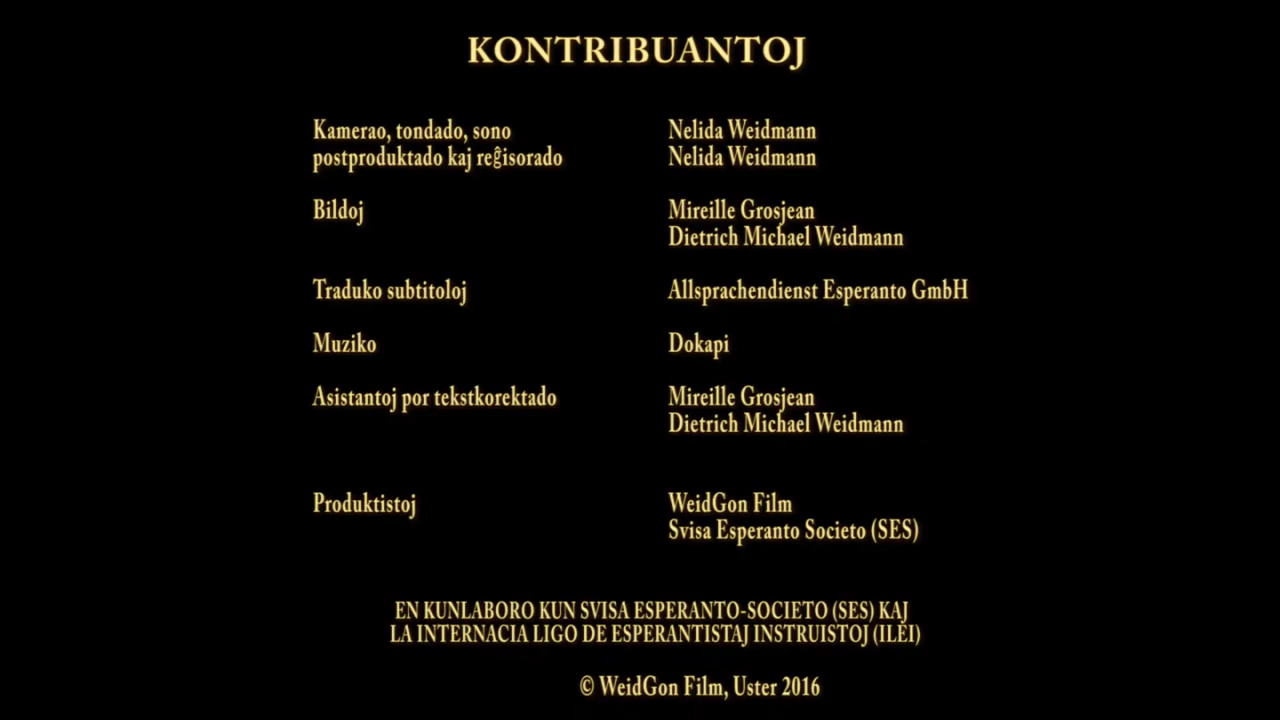 KONTRIBUANTOJ
Kamerao, tondado, sono Nelida Weidmann
postproduktado kaj reĝisorado Nelida Weidmann
Bildoj Mireille Grosjean
Dietrich Michael Weidmann
Traduko subtitoloj Allsprachendienst Esperanto GmbH
Muziko Dokapi
Asistantoj por tekstkorektado Mireille Grosjean
Dietrich Michael Weidmann
Produktistoj WeidGon Film
Svisa Esperanto Societo (SES)
EN KUNLABORO KUN SVISA ESPERANTO-SOCIETO (SES) KAJ
LA INTERNACIA LIGO DE ESPERANTISTAJ INSTRUISTOJ (ILEI)
© WeidGon Film, Uster 2016